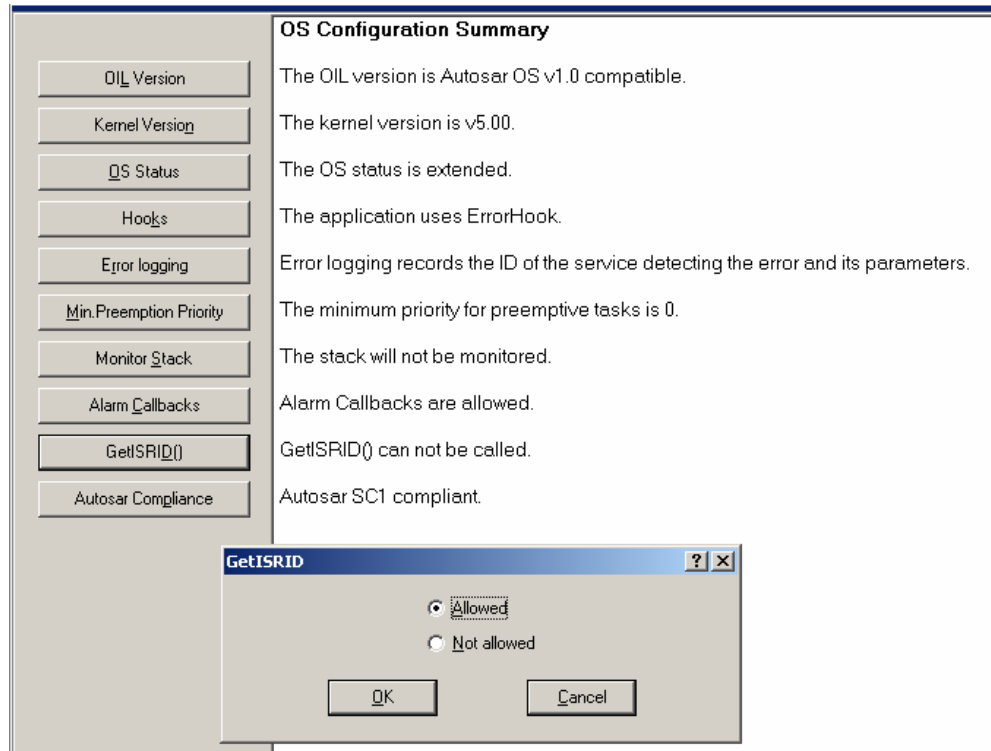 OS Configuration Summary
OIL Version
The OIL version is Autosar OS v1.0 compatible.
Kernel Version
The kernel version is v5.00.
OS Status
The OS status is extended.
Hooks
The application uses ErrorHook.
Error logging
Error logging records the ID of the service detecting the error and its parameters.
Min.Preemption Priority
The minimum priority for preemptive tasks is 0.
Monitor Stack
The stack will not be monitored.
Alarm Callbacks
Alarm Callbacks are allowed.
GetISRID()
GetISRID() can not be called.
Autosar Compliance
Autosar SC1 compliant.
GetISRID
Allowed
Not allowed
OK Cancel